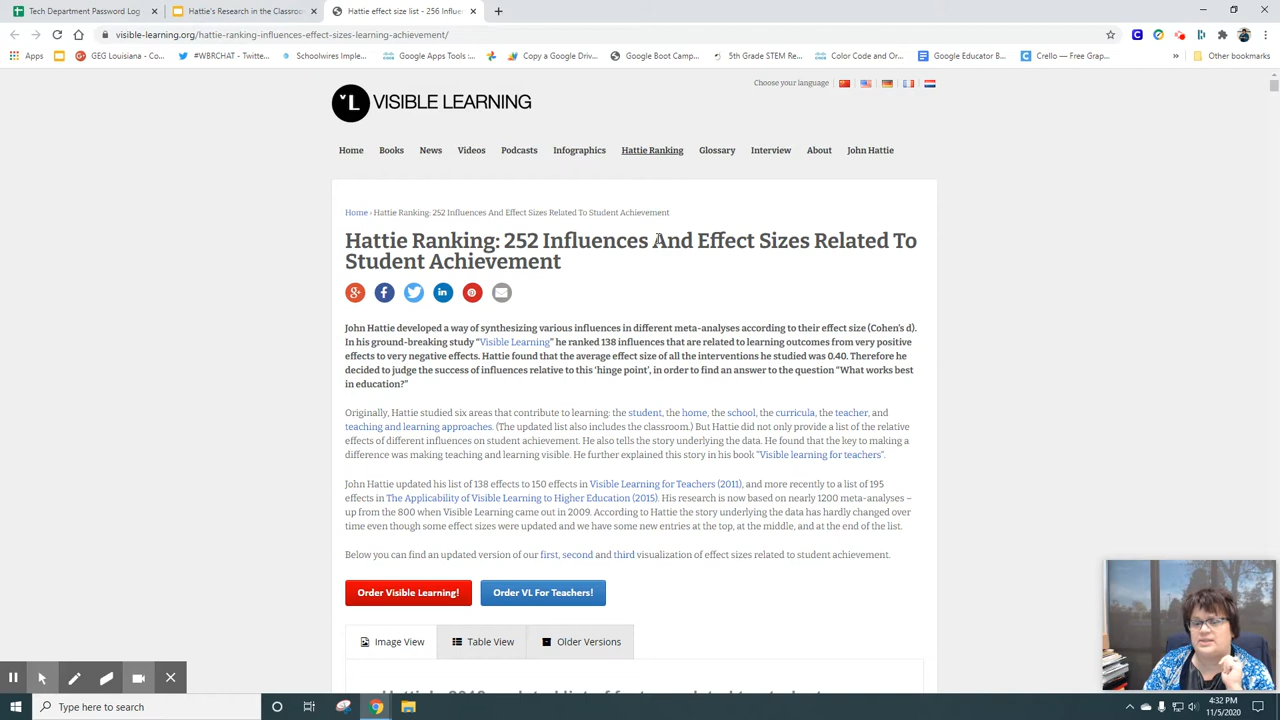 Tech Department Password Log
Hattie's Research in the Classroo
Hattie effect size list - 256 Influe
visible-learning.org/hattie-ranking-influences-effect-sizes-learning-achievement/
Apps
GEG Louisiana - Co...
#WBRCHAT - Thritte...
Schoolwires Implem...
Google Apps Tools :...
Copy a Google Driv...
Google Boot Camp...
5th Grade STEM Re...
Color Code and Or...
Google Educator B...
Crello — Free Grap...
»
Other bookmarks
Choose your language
vL VISIBLE LEARNING
Home Books News Videos Podcasts Infographics Hattie Ranking Glossary Interview About John Hattie
Home › Hattie Ranking: 252 Influences And Effect Sizes Related To Student Achievement
Hattie Ranking: 252 Influences And Effect Sizes Related To
Student Achievement
John Hattie developed a way of synthesizing various influences in different meta-analyses according to their effect size (Cohen's d).
In his ground-breaking study “Visible Learning” he ranked 138 influences that are related to learning outcomes from very positive
effects to very negative effects. Hattie found that the average effect size of all the interventions he studied was 0.40. Therefore he
decided to judge the success of influences relative to this ‘hinge point’, in order to find an answer to the question “What works best
in education?”
Originally, Hattie studied six areas that contribute to learning: the student, the home, the school, the curricula, the teacher, and
teaching and learning approaches. (The updated list also includes the classroom.) But Hattie did not only provide a list of the relative
effects of different influences on student achievement. He also tells the story underlying the data. He found that the key to making a
difference was making teaching and learning visible. He further explained this story in his book “Visible learning for teachers“.
John Hattie updated his list of 138 effects to 150 effects in Visible Learning for Teachers (2011), and more recently to a list of 195
effects in The Applicability of Visible Learning to Higher Education (2015). His research is now based on nearly 1200 meta-analyses –
up from the 800 when Visible Learning came out in 2009. According to Hattie the story underlying the data has hardly changed over
time even though some effect sizes were updated and we have some new entries at the top, at the middle, and at the end of the list.
Below you can find an updated version of our first, second and third visualization of effect sizes related to student achievement.
Order Visible Learning! Order VL For Teachers!
Image View Table View Older Versions
Type here to search
4:32 PM
11/5/2020